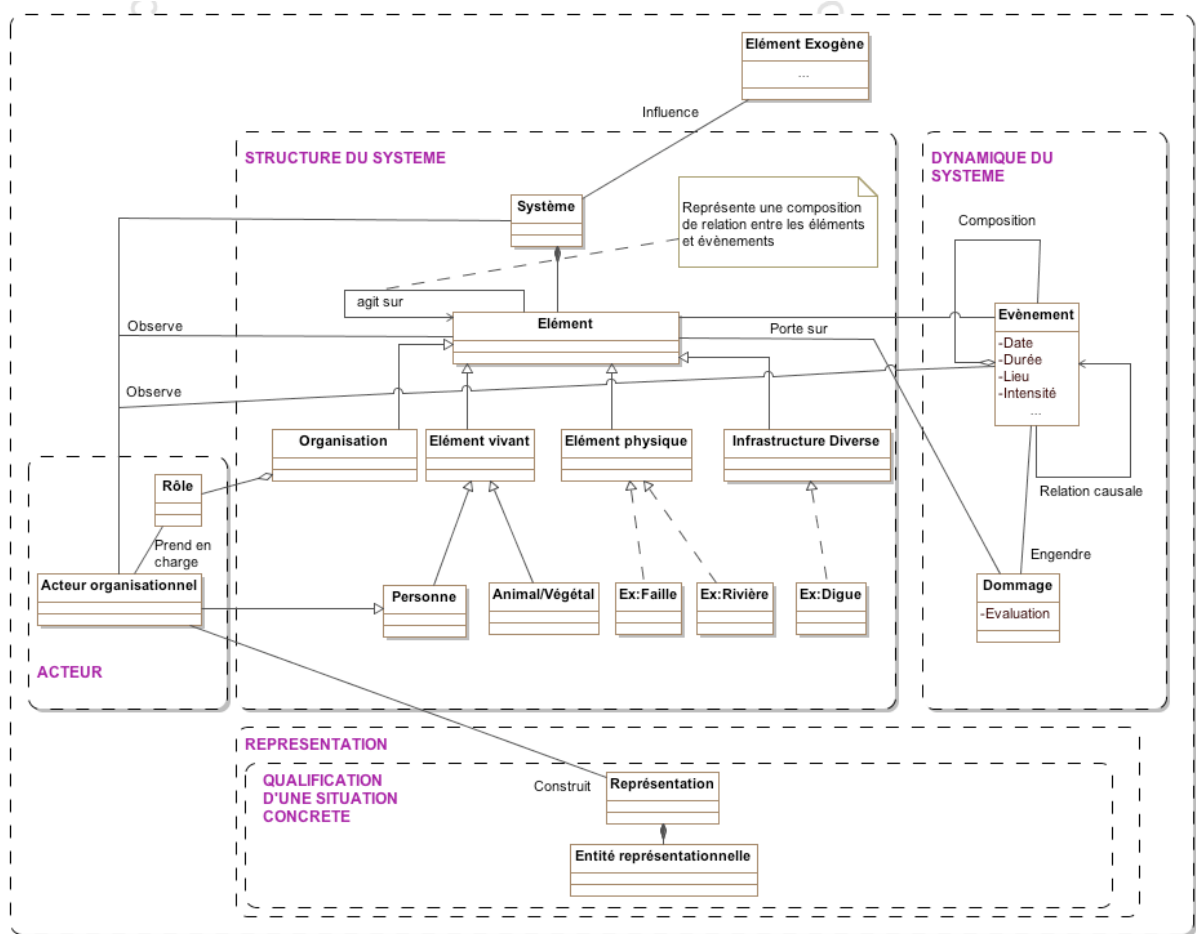 Elément Exogène
...
Influence
STRUCTURE DU SYSTEME
DYNAMIQUE DU
SYSTEME
Système
Représente une composition
de relation entre les éléments
et évènements
Composition
agit sur
Elément
Evènement
-Date
-Durée
-Lieu
-Intensité
...
Observe
Porte sur
Observe
Organisation
Elément vivant
Elément physique
Infrastructure Diverse
Rôle
Relation causale
Prend en
charge
Engendre
Acteur organisationnel
Personne
Animal/Végétal
Ex:Faille
Ex:Rivière
Ex:Digue
Dommage
-Evaluation
ACTEUR
REPRESENTATION
QUALIFICATION
D'UNE SITUATION
CONCRETE
Construit
Représentation
Entité représentationnelle